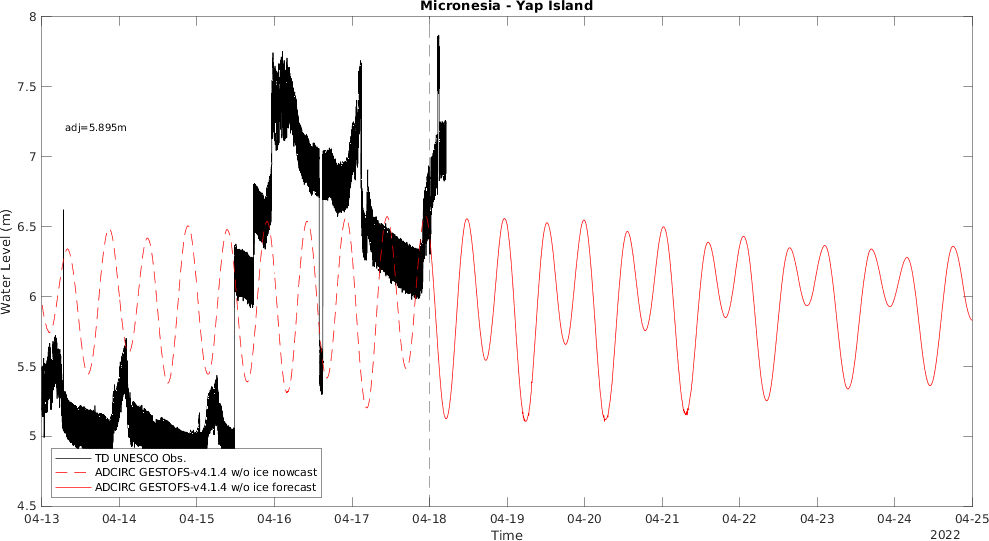 Micronesia - Yap Island
8
7.5
7
6.5
6
5.5
5
4.5
Water Level (m)
adj=5.895m
TD UNESCO Obs.
ADCIRC GESTOFS-v4.1.4 w/o ice nowcast
ADCIRC GESTOFS-v4.1.4 w/o ice forecast
04-13 04-14 04-15 04-16 04-17 04-18 04-19 04-20 04-21 04-22 04-23 04-24 04-25
Time
2022